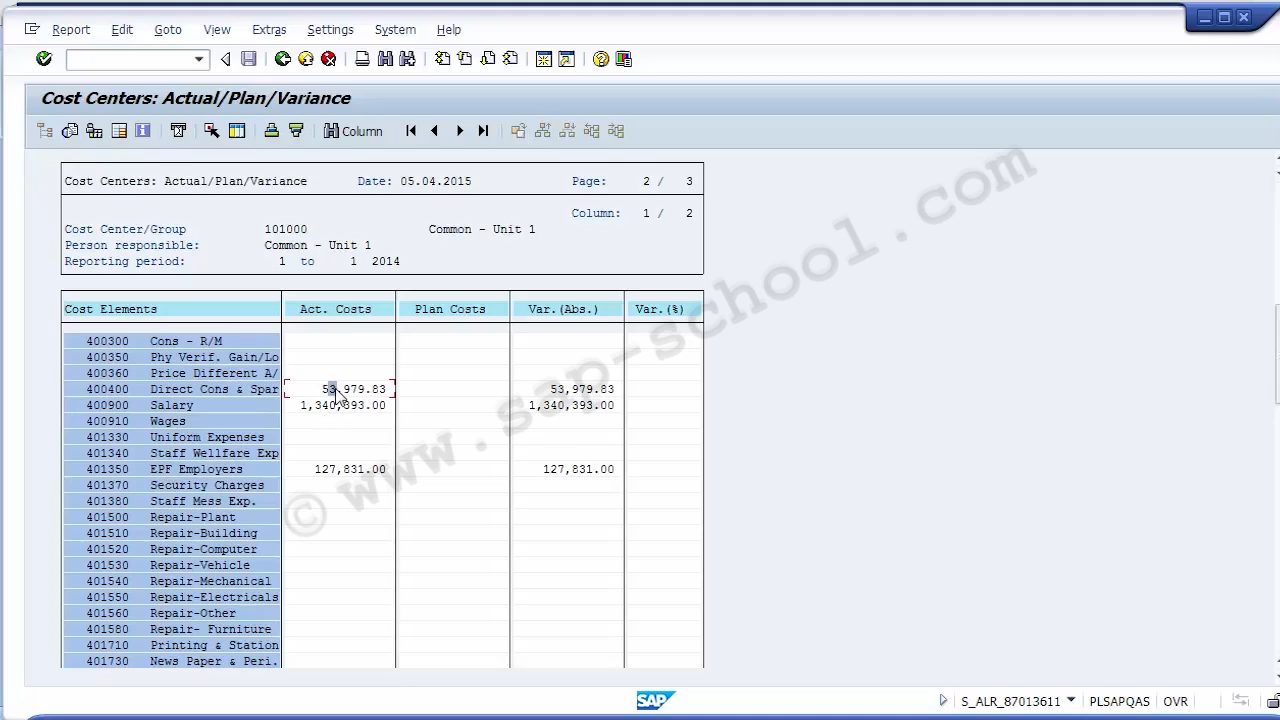 Report Edit Goto View Extras Settings System Help
Cost Centers: Actual/Plan/Variance
Column
Cost Centers: Actual/Plan/Variance Date: 05.04.2015 Page: 2 / 3
Column: 1 / 2
Cost Center/Group 101000 Common - Unit 1
Person responsible: Common - Unit 1
Reporting period: 1 to 1 2014
Cost Elements Act. Costs Plan Costs Var.(Abs.) Var.(%)
400300 Cons - R/M
400350 Phy Verif. Gain/Lo
400360 Price Different A/
400400 Direct Cons & Spar 53,979.83 53,979.83
400900 Salary 1,340,393.00 1,340,393.00
400910 Wages
401330 Uniform Expenses
401340 Staff Wellfare Exp
401350 EPF Employers 127,831.00 127,831.00
401370 Security Charges
401380 Staff Mess Exp.
401500 Repair-Plant
401510 Repair-Building
401520 Repair-Computer
401530 Repair-Vehicle
401540 Repair-Mechanical
401550 Repair-Electricals
401560 Repair-Other
401580 Repair- Furniture
401710 Printing & Station
401730 News Paper & Peri.
© www.sap-school.com
SAP S_ALR_87013611 PLSAPQAS OVR